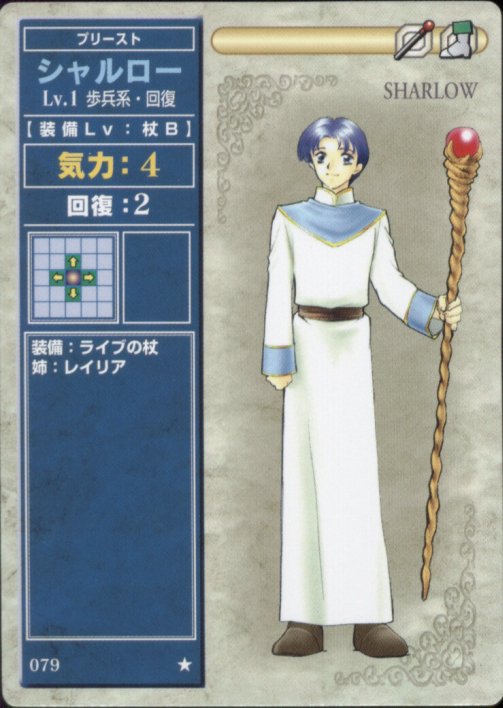 プリースト
シャルロー
Lv.1 歩兵系・回復
【装備Lv：杖B】
気力：4
回復：2
装備：ライブの杖
姉：レイリア
079 ★
SHARLOW